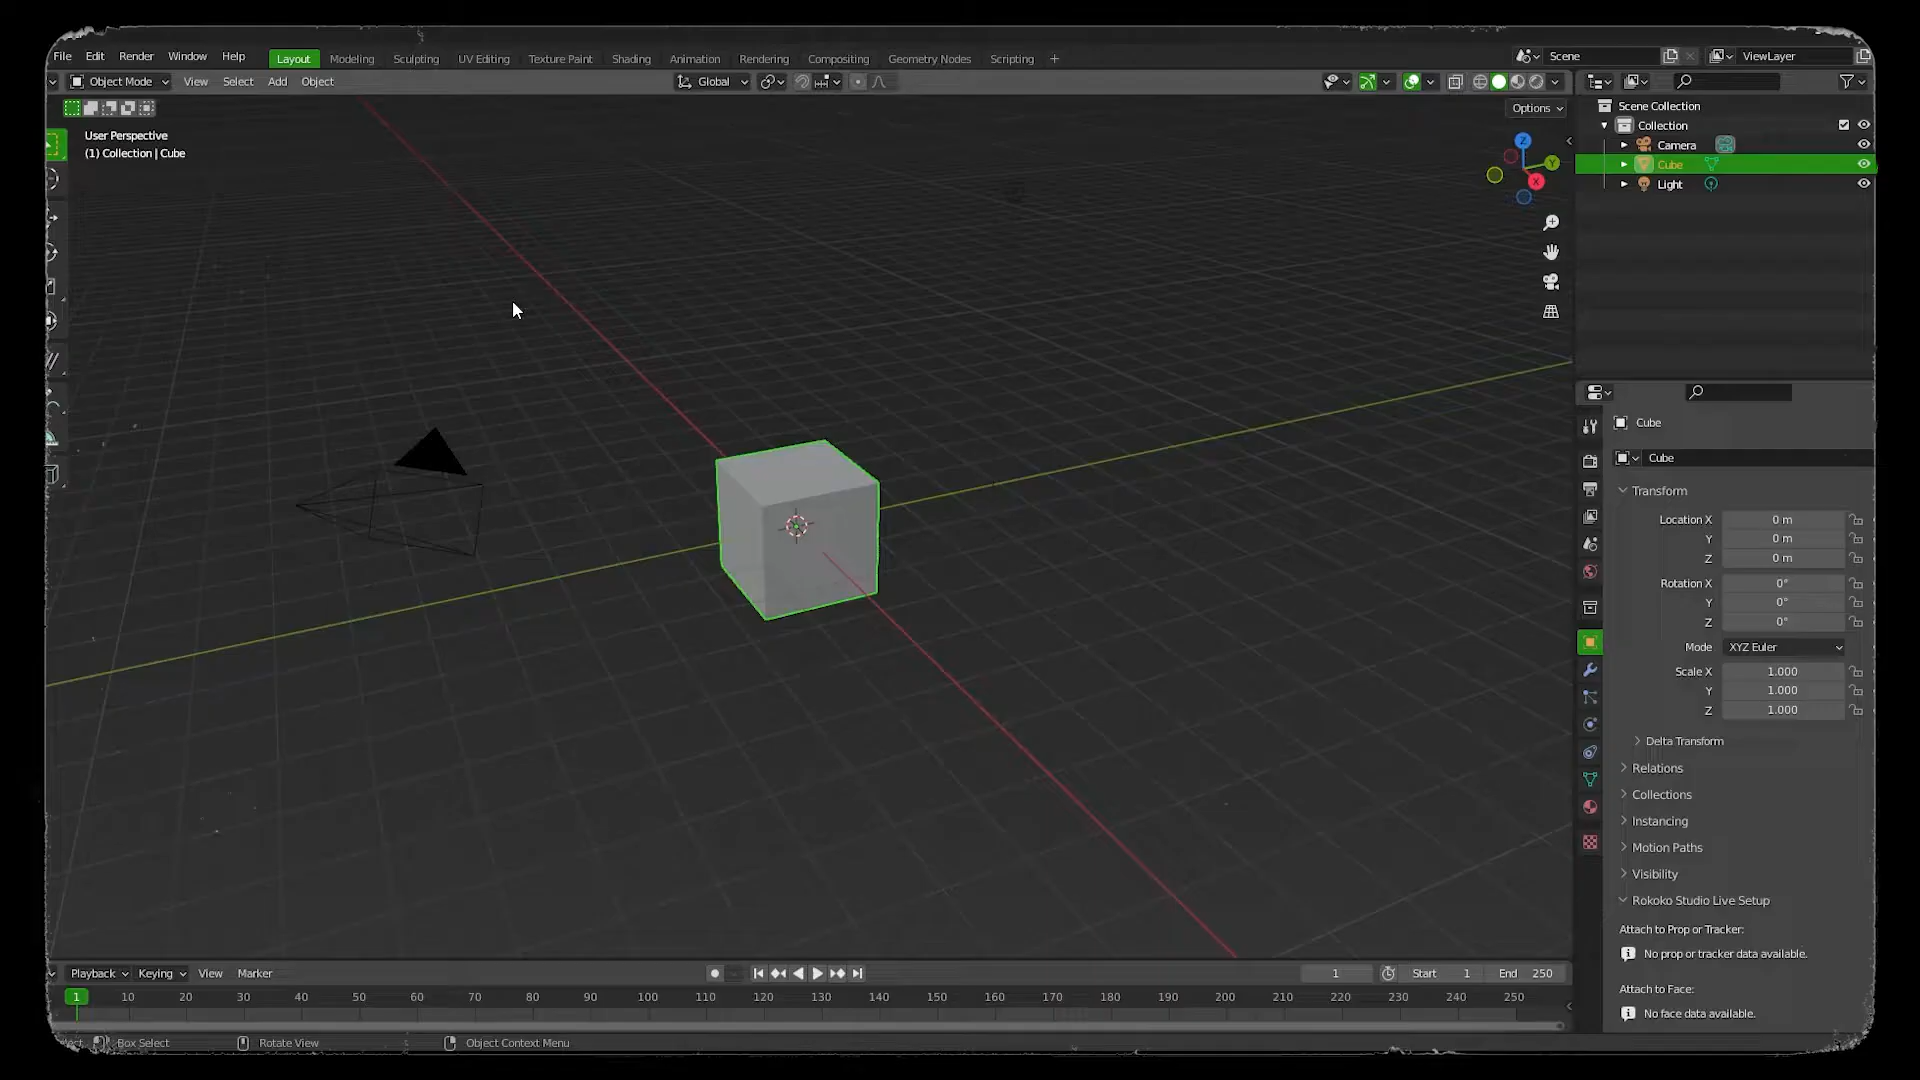 File Edit Render Window Help Layout Modeling Sculpting UV Editing Texture Paint Shading Animation Rendering Compositing Geometry Nodes Scripting + Scene ViewLayer
Object Mode View Select Add Object Global
Options
User Perspective
(1) Collection | Cube
Z
Y
X
Scene Collection
Collection
Camera
Cube
Light
Cube
Cube
Transform
Location X 0 m
Y 0 m
Z 0 m
Rotation X 0°
Y 0°
Z 0°
Mode XYZ Euler
Scale X 1.000
Y 1.000
Z 1.000
Delta Transform
Relations
Collections
Instancing
Motion Paths
Visibility
Rokoko Studio Live Setup
Attach to Prop or Tracker:
No prop or tracker data available.
Attach to Face:
No face data available.
Playback Keying View Marker 1 Start 1 End 250
1 10 20 30 40 50 60 70 80 90 100 110 120 130 140 150 160 170 180 190 200 210 220 230 240 250
Box Select Rotate View Object Context Menu